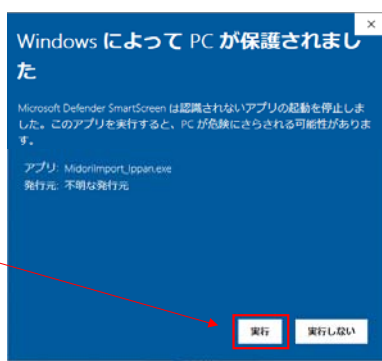 Windows によって PC が保護されまし
た
Microsoft Defender SmartScreen は認識されないアプリの起動を停止しま
した。このアプリを実行すると、PC が危険にさらされる可能性がありま
す。
アプリ: MidoriImport_Ippan.exe
発行元: 不明な発行元
実行 実行しない